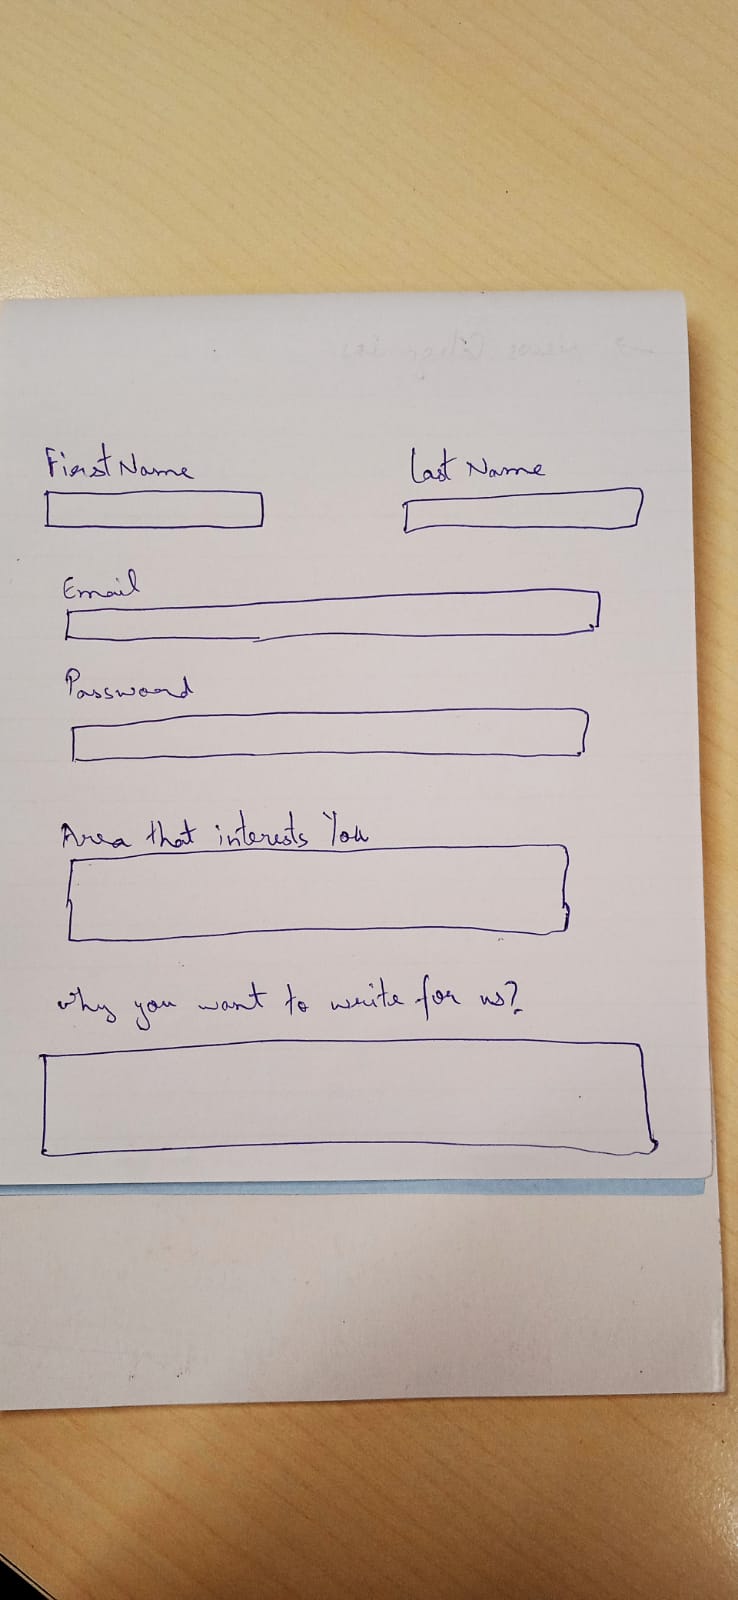 First Name
Last Name
Email
Password
Area that interests You
why you want to write for us?